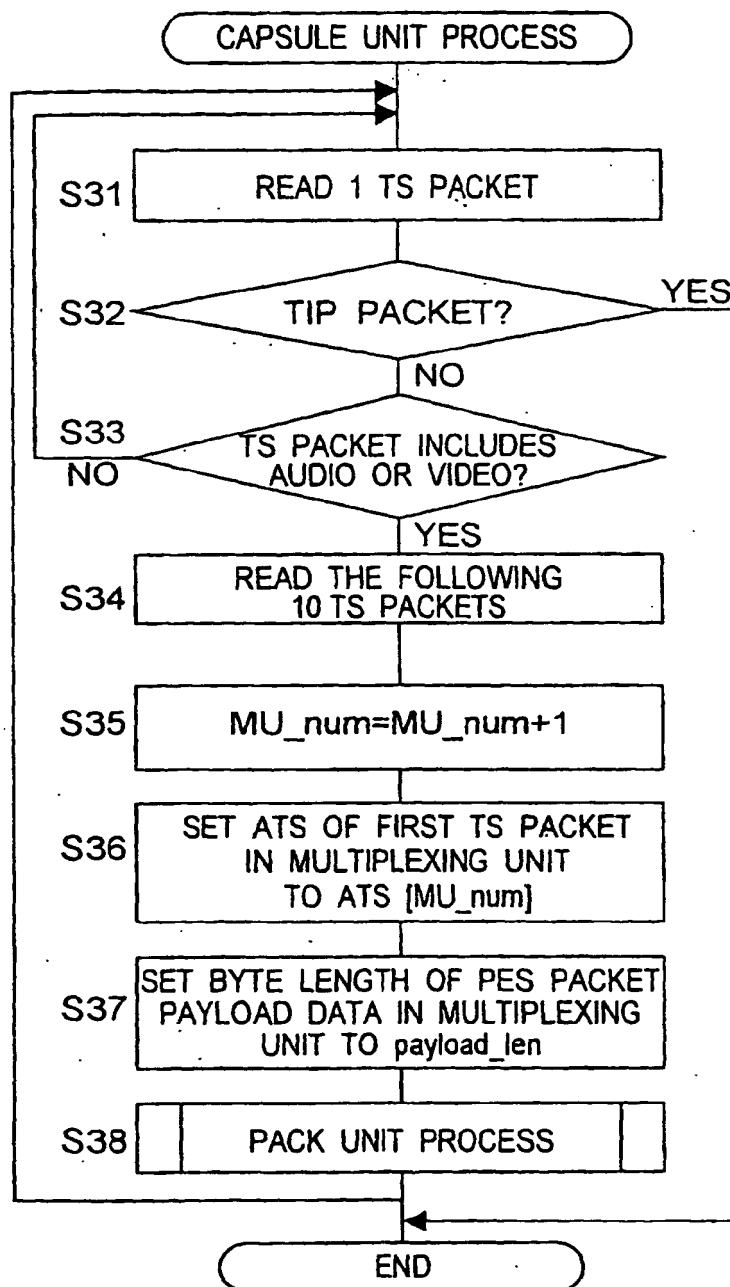 CAPSULE UNIT PROCESS
S31
READ 1 TS PACKET
S32
TIP PACKET?
YES
NO
S33
TS PACKET INCLUDES
AUDIO OR VIDEO?
NO
YES
S34
READ THE FOLLOWING
10 TS PACKETS
S35
MU_num=MU_num+1
S36
SET ATS OF FIRST TS PACKET
IN MULTIPLEXING UNIT
TO ATS [MU_num]
S37
SET BYTE LENGTH OF PES PACKET
PAYLOAD DATA IN MULTIPLEXING
UNIT TO payload_len
S38
PACK UNIT PROCESS
END